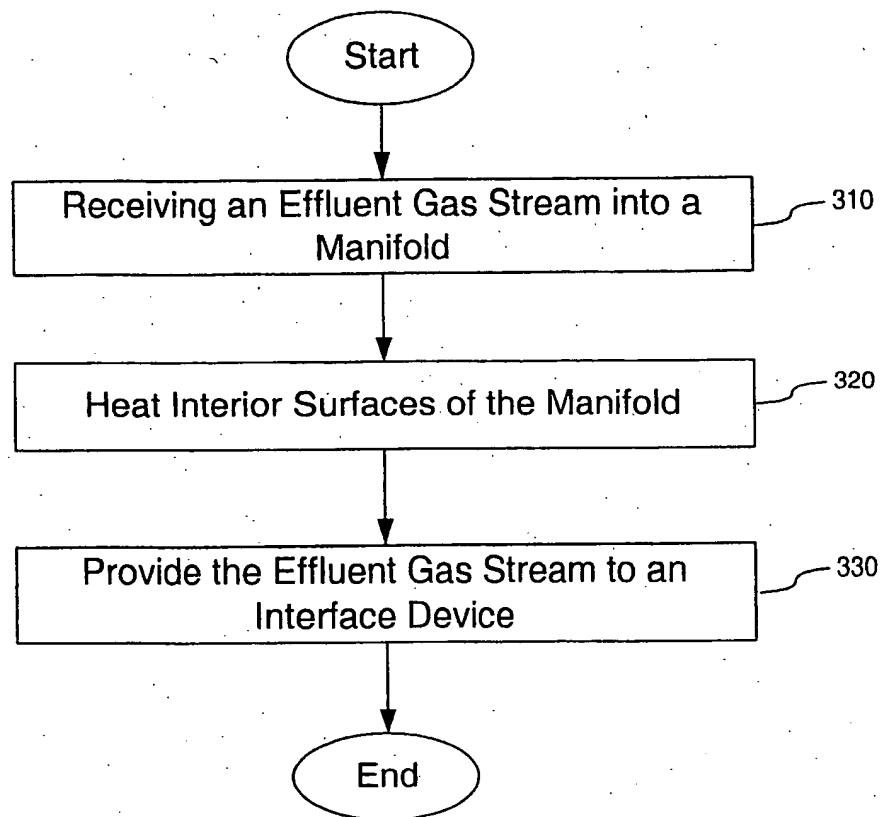 Start
Receiving an Effluent Gas Stream into a
Manifold
310
Heat Interior Surfaces of the Manifold
320
Provide the Effluent Gas Stream to an
Interface Device
330
End